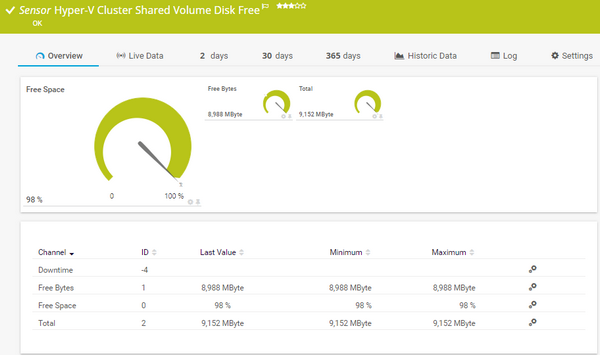 Sensor Hyper-V Cluster Shared Volume Disk Free
OK
Overview Live Data 2 days 30 days 365 days Historic Data Log Settings
Free Space Free Bytes Total
8,988 MByte 9,152 MByte
0 100 %
98 %
Channel ID Last Value Minimum Maximum
Downtime -4
Free Bytes 1 8,988 MByte 8,988 MByte 8,988 MByte
Free Space 0 98 % 98 % 98 %
Total 2 9,152 MByte 9,152 MByte 9,152 MByte